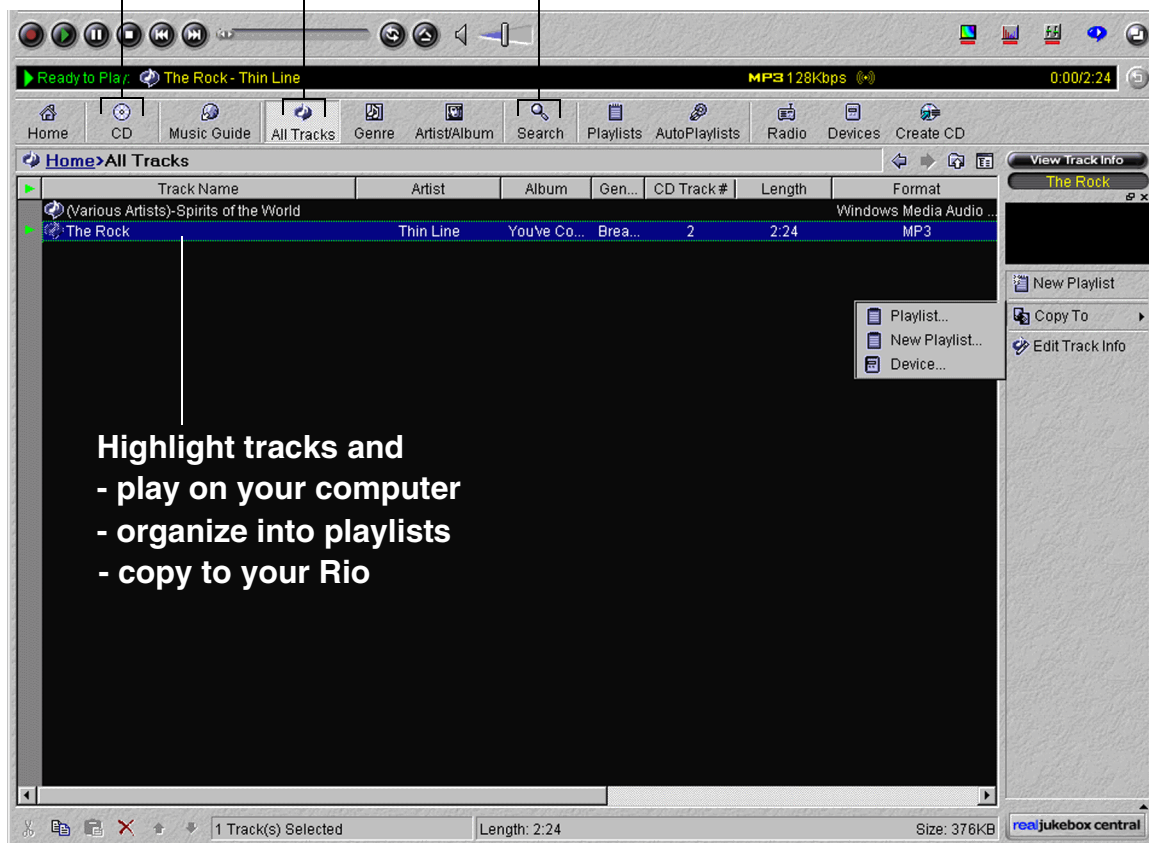 Ready to Play: The Rock - Thin Line MP3 128Kbps 0:00/2:24
Home CD Music Guide All Tracks Genre Artist/Album Search Playlists AutoPlaylists Radio Devices Create CD
Home>All Tracks
View Track Info
The Rock
Track Name Artist Album Gen... CD Track # Length Format
(Various Artists)-Spirits of the World Windows Media Audio ...
The Rock Thin Line You've Co... Brea... 2 2:24 MP3
New Playlist
Copy To
Edit Track Info
Playlist...
New Playlist...
Device...
Highlight tracks and
- play on your computer
- organize into playlists
- copy to your Rio
1 Track(s) Selected Length: 2:24 Size: 376KB
realjukebox central